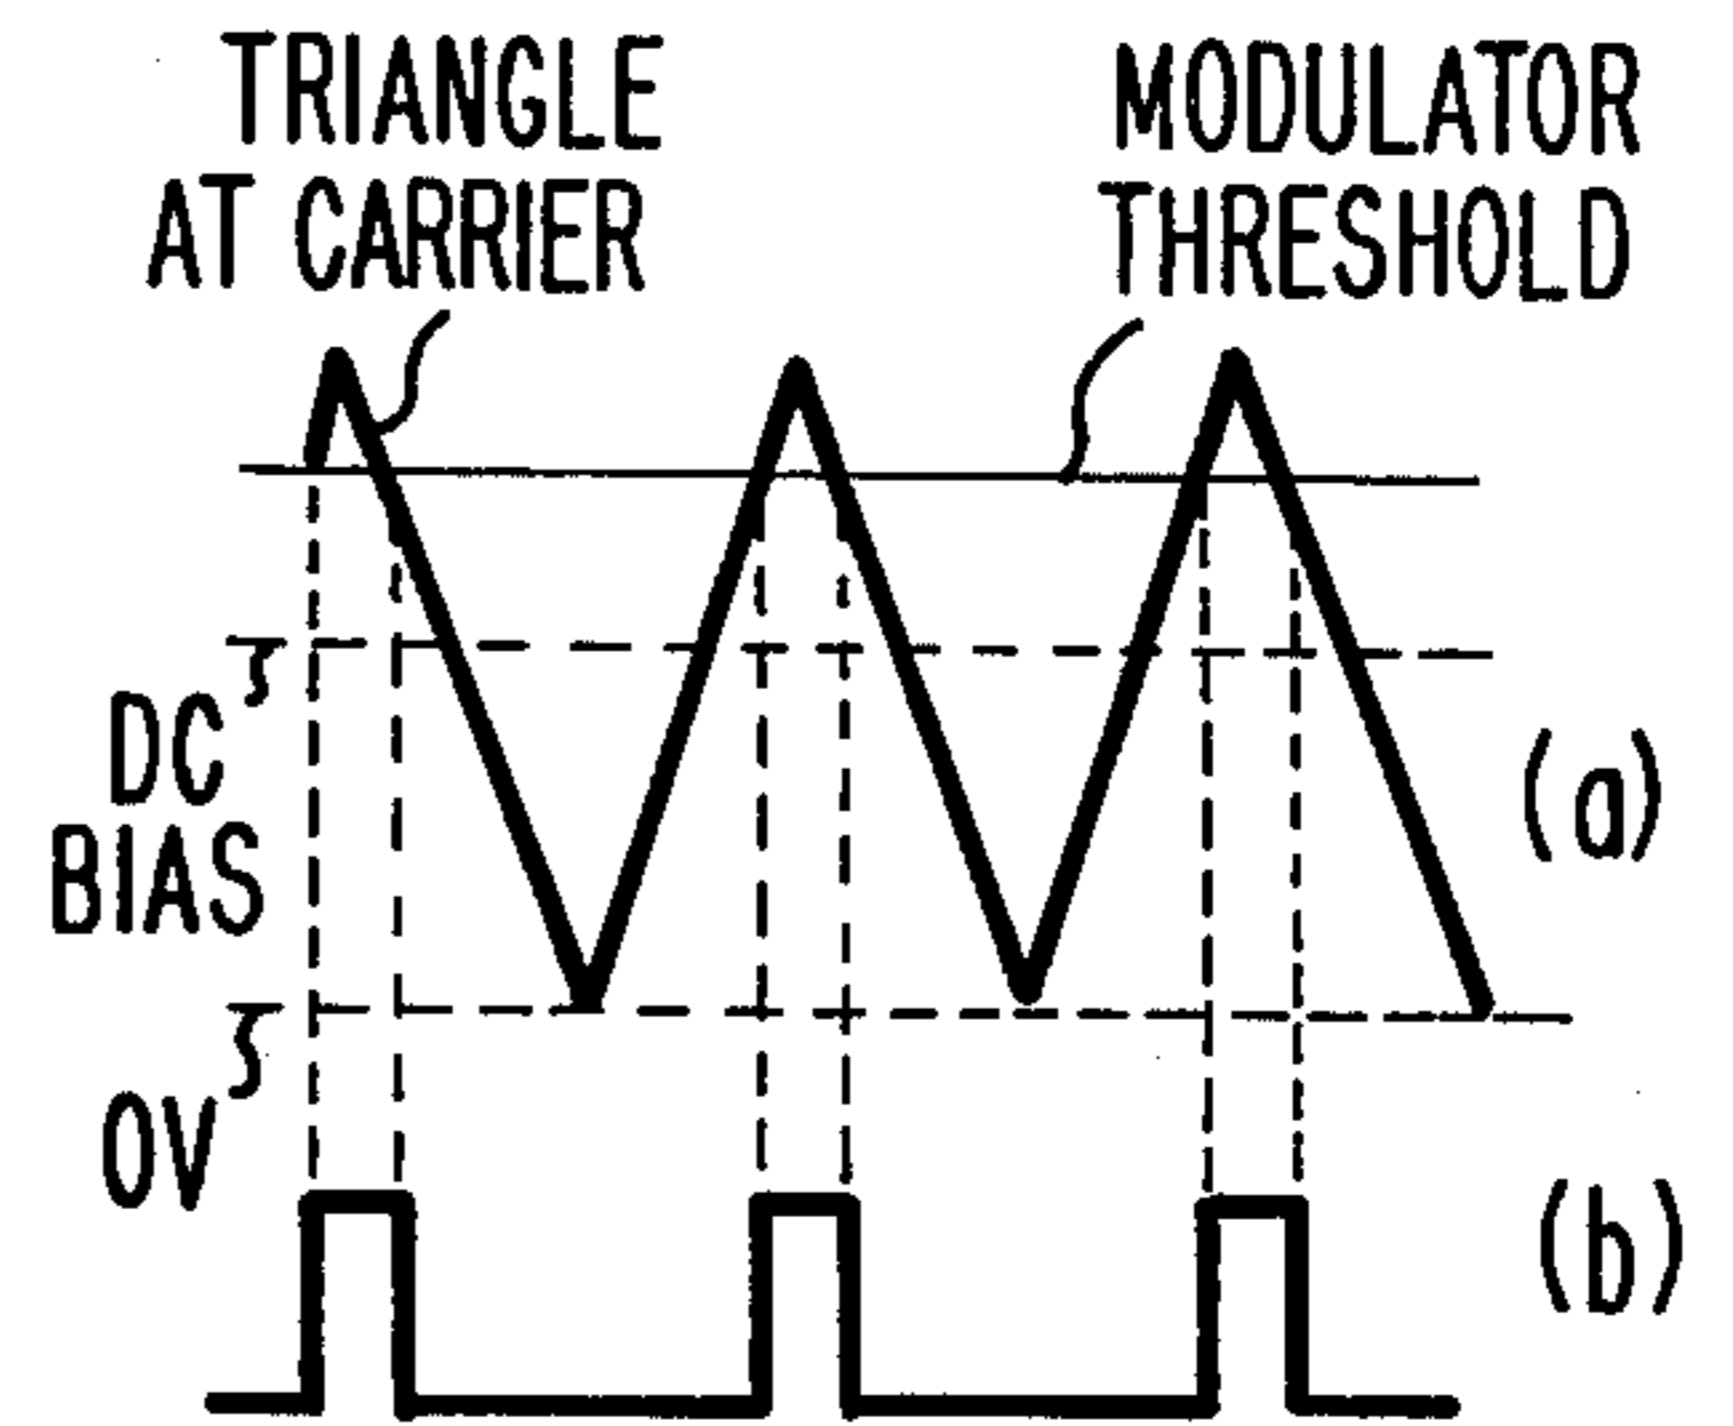 TRIANGLE
AT CARRIER
MODULATOR
THRESHOLD
DC
BIAS
(a)
0V
(b)